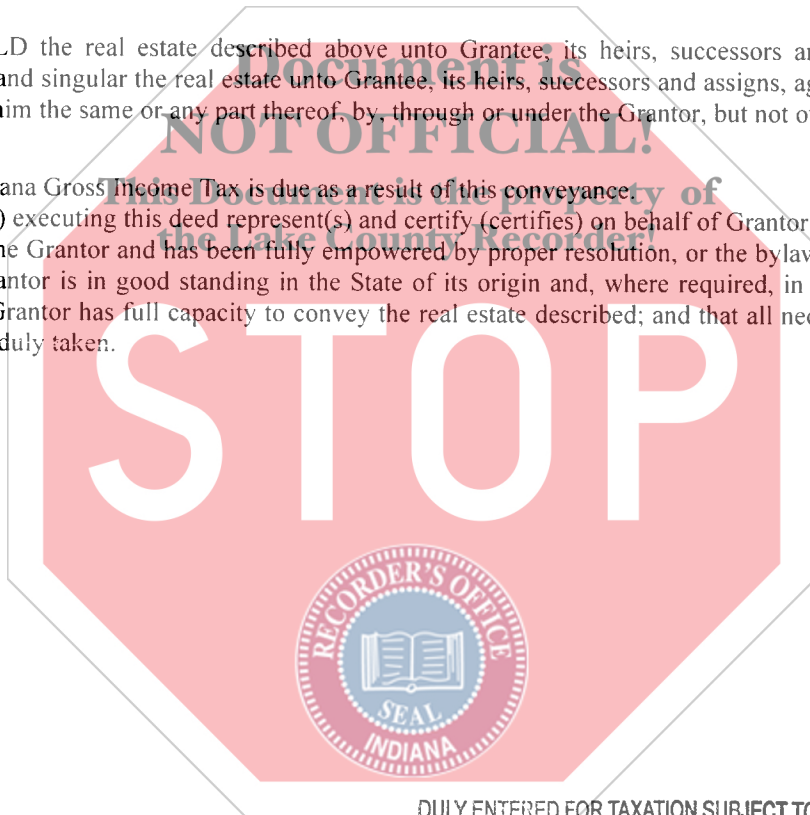 LD the real estate described above unto Grantee, its heirs, successors an
Document is
and singular the real estate unto Grantee, its heirs, successors and assigns, ag
im the same or any part thereof, by, through or under the Grantor, but not o
NOT OFFICIAL!
ana Gross Income Tax is due as a result of this conveyance.
This Document is the property of
) executing this deed represent(s) and certify (certifies) on behalf of Grantor
the Lake County Recorder!
ne Grantor and has been fully empowered by proper resolution, or the bylaw
antor is in good standing in the State of its origin and, where required, in
Grantor has full capacity to convey the real estate described; and that all nec
duly taken.
STOP
RECORDER'S OFFICE
SEAL
INDIANA
DULY ENTERED FOR TAXATION SUBJECT TO